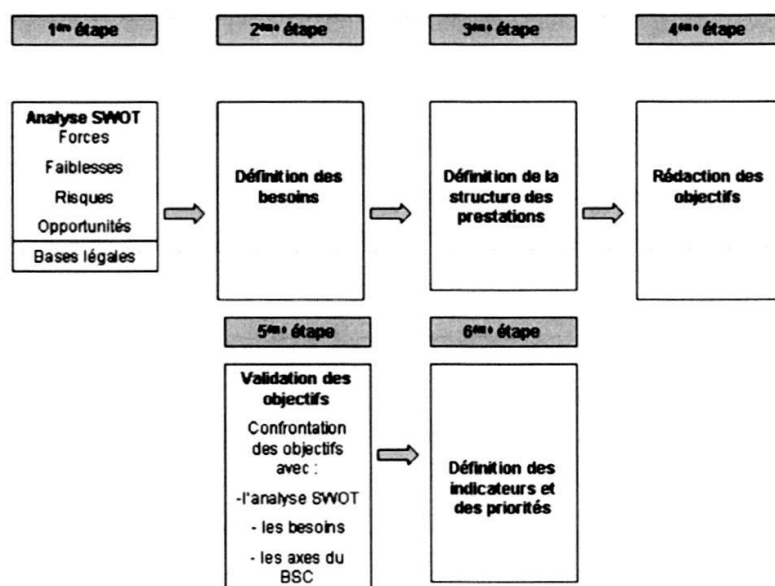 1ère étape
2ème étape
3ème étape
4ème étape
Analyse SWOT
Forces
Faiblesses
Risques
Opportunités
Bases légales
Définition des
besoins
Définition de la
structure des
prestations
Rédaction des
objectifs
5ème étape
6ème étape
Validation des
objectifs
Confrontation
des objectifs
avec :
-l'analyse SWOT
- les besoins
- les axes du
BSC
Définition des
indicateurs et
des priorités